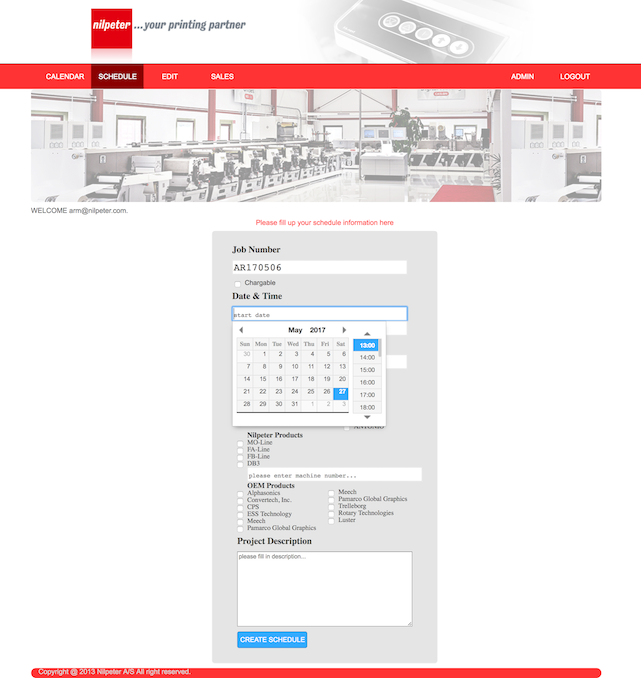 nilpeter ...your printing partner
CALENDAR SCHEDULE EDIT SALES ADMIN LOGOUT
WELCOME arm@nilpeter.com.
Please fill up your schedule information here
Job Number
AR170506
Chargable
Date & Time
start date
May 2017
Sun Mon Tue Wed Thu Fri Sat
30 1 2 3 4 5 6
7 8 9 10 11 12 13
14 15 16 17 18 19 20
21 22 23 24 25 26 27
28 29 30 31 1 2 3
13:00
14:00
15:00
16:00
17:00
18:00
ANTONIO
Nilpeter Products
MO-Line
FA-Line
FB-Line
DB3
please enter machine number...
OEM Products
Alphasonics
Convertech, Inc.
CPS
ESS Technology
Meech
Pamarco Global Graphics
Meech
Pamarco Global Graphics
Trelleborg
Rotary Technologies
Luster
Project Description
please fill in description...
CREATE SCHEDULE
Copyright @ 2013 Nilpeter A/S All right reserved.